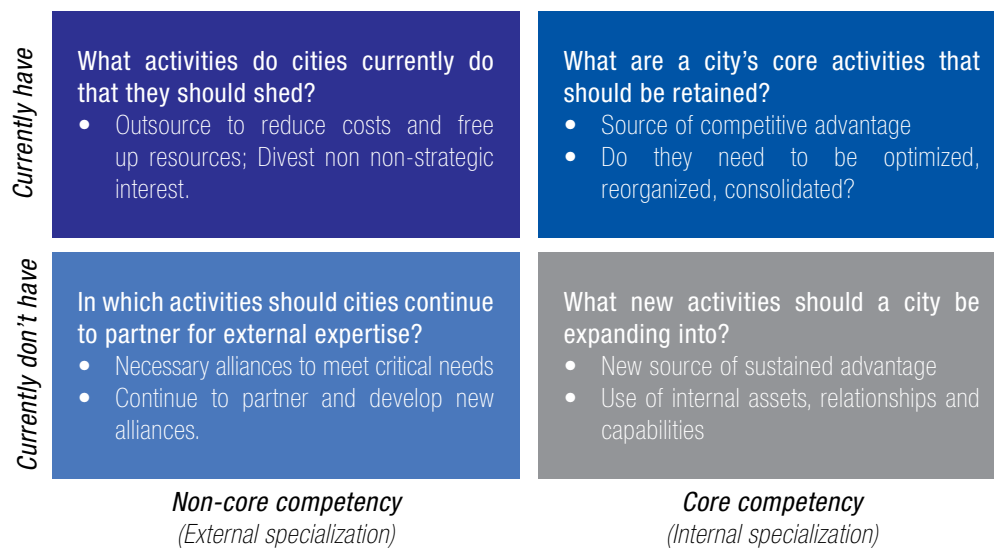 Currently have
What activities do cities currently do
that they should shed?
• Outsource to reduce costs and free
up resources; Divest non non-strategic
interest.
What are a city’s core activities that
should be retained?
• Source of competitive advantage
• Do they need to be optimized,
reorganized, consolidated?
Currently don’t have
In which activities should cities continue
to partner for external expertise?
• Necessary alliances to meet critical needs
• Continue to partner and develop new
alliances.
What new activities should a city be
expanding into?
• New source of sustained advantage
• Use of internal assets, relationships and
capabilities
Non-core competency
(External specialization)
Core competency
(Internal specialization)